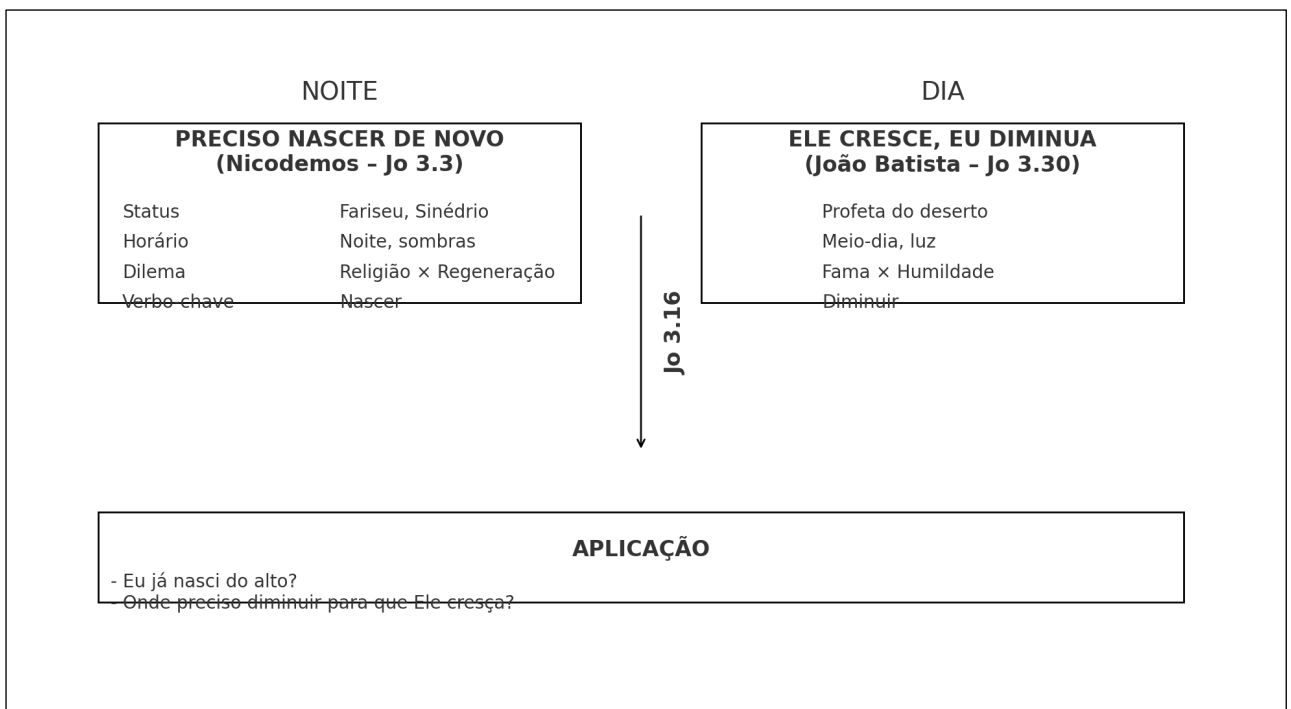 NOITE
PRECISO NASCER DE NOVO
(Nicodemos – Jo 3.3)
Status Fariseu, Sinédrio
Horário Noite, sombras
Dilema Religião × Regeneração
Verbo-chave Nascer
Jo 3.16
DIA
ELE CRESCE, EU DIMINUA
(João Batista – Jo 3.30)
Profeta do deserto
Meio-dia, luz
Fama × Humildade
Diminuir
APLICAÇÃO
- Eu já nasci do alto?
- Onde preciso diminuir para que Ele cresça?